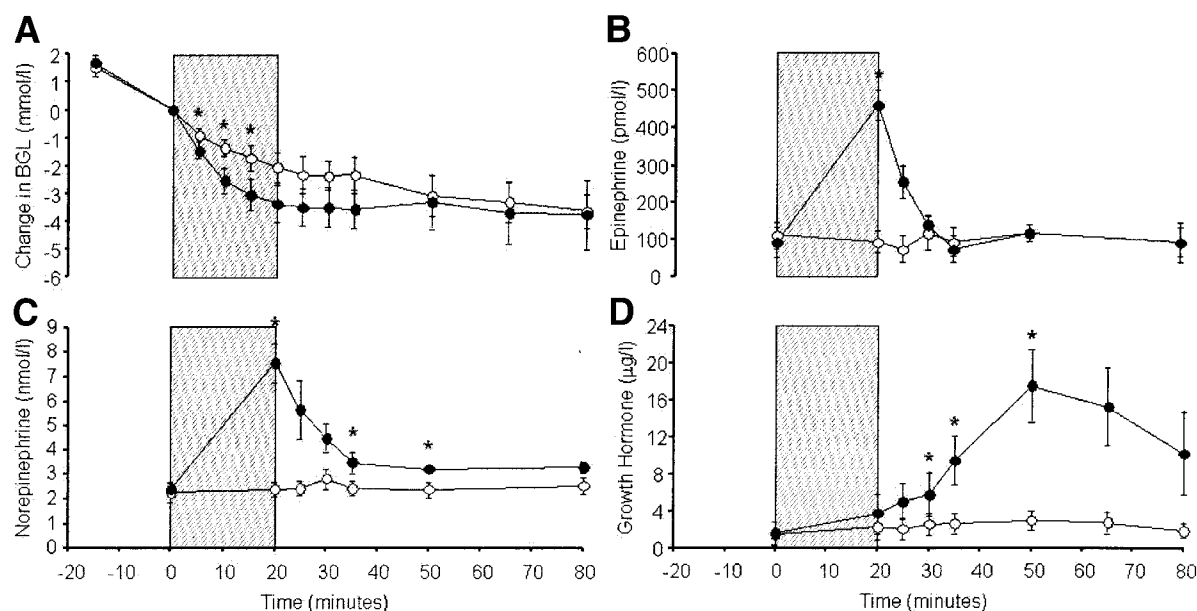 A
Change in BGL (mmol/l)
2
1
0
-1
-2
-3
-4
-5
-6
* * *
B
Epinephrine (pmol/l)
600
500
400
300
200
100
0
*
C
Norepinephrine (nmol/l)
9
8
7
6
5
4
3
2
1
0
* * *
-20 -10 0 10 20 30 40 50 60 70 80
Time (minutes)
D
Growth Hormone (μg/l)
24
20
16
12
8
4
0
* * *
-20 -10 0 10 20 30 40 50 60 70 80
Time (minutes)